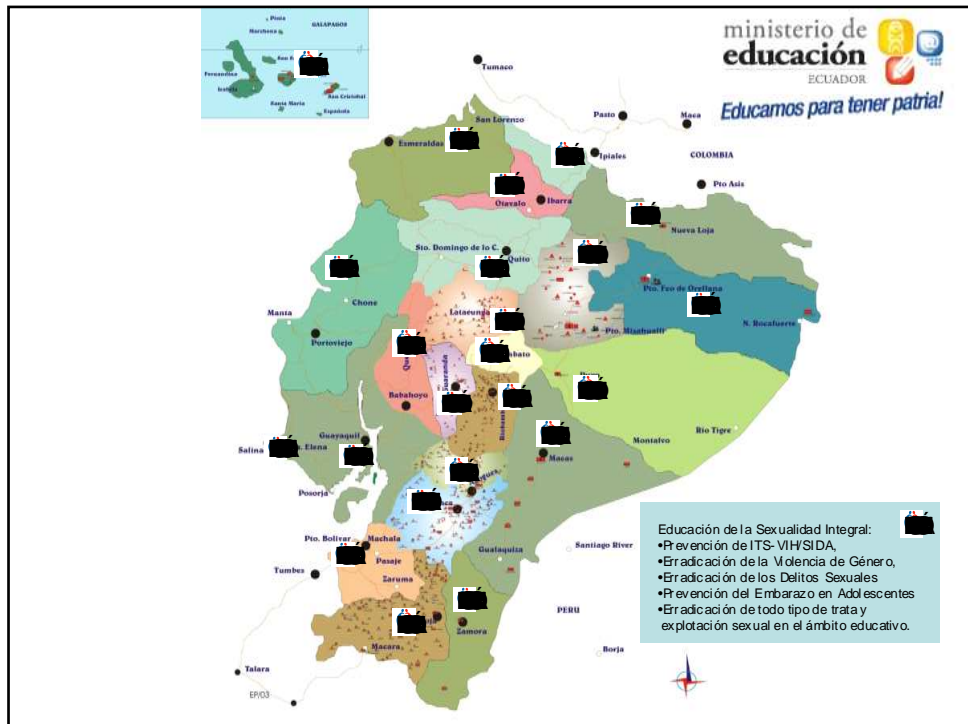 Pinta
GALAPAGOS
Marchena
Fernandina
Isabela
San Cristobal
Santa María
Española
ministerio de
educación
ECUADOR
Educamos para tener patria!
Tumaco
San Lorenzo
Pasto
Maca
Esmeraldas
Ipiales
COLOMBIA
Pto Asis
Otavalo
Ibarra
Nueva Loja
Sto. Domingo de lo C.
Quito
Pto. Fco de Orellana
Chone
Manta
Latacunga
N. Rocafuerte
Pto. Misahualli
Portoviejo
Guaranda
Babahoyo
Guayaquil
Montalvo
Rio Tigre
Salina
Elena
Macas
Posorja
Pto. Bolívar
Machala
Gualaquiza
Santiago River
Pasaje
Tumbes
Zaruma
PERU
Zamora
Macara
Borja
Talara
EP/03
Educación de la Sexualidad Integral:
•Prevención de ITS-VIH/SIDA,
•Erradicación de la Violencia de Género,
•Erradicación de los Delitos Sexuales
•Prevención del Embarazo en Adolescentes
•Erradicación de todo tipo de trata y
explotación sexual en el ámbito educativo.